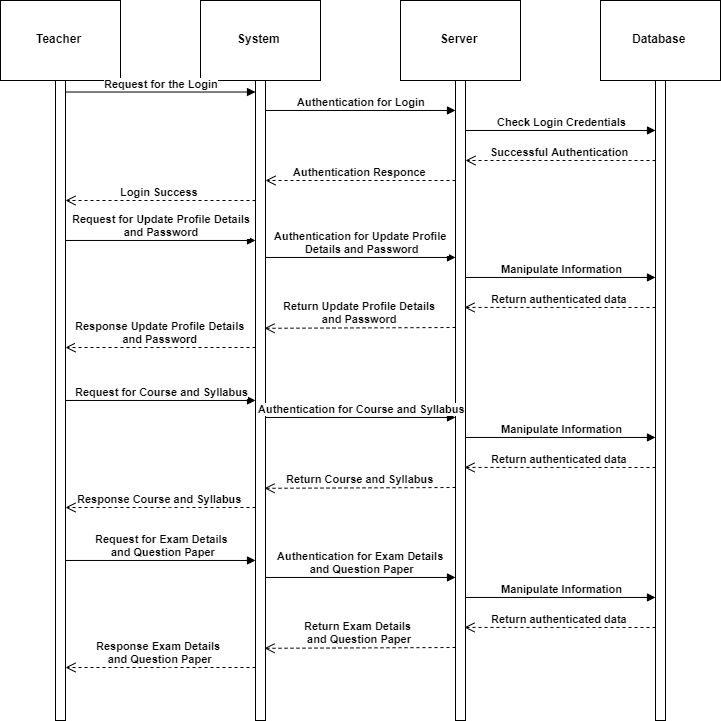 Teacher
System
Server
Database
Request for the Login
Authentication for Login
Check Login Credentials
Successful Authentication
Authentication Responce
Login Success
Request for Update Profile Details
and Password
Authentication for Update Profile
Details and Password
Manipulate Information
Return authenticated data
Return Update Profile Details
and Password
Response Update Profile Details
and Password
Request for Course and Syllabus
Authentication for Course and Syllabus
Manipulate Information
Return authenticated data
Return Course and Syllabus
Response Course and Syllabus
Request for Exam Details
and Question Paper
Authentication for Exam Details
and Question Paper
Manipulate Information
Return authenticated data
Return Exam Details
and Question Paper
Response Exam Details
and Question Paper